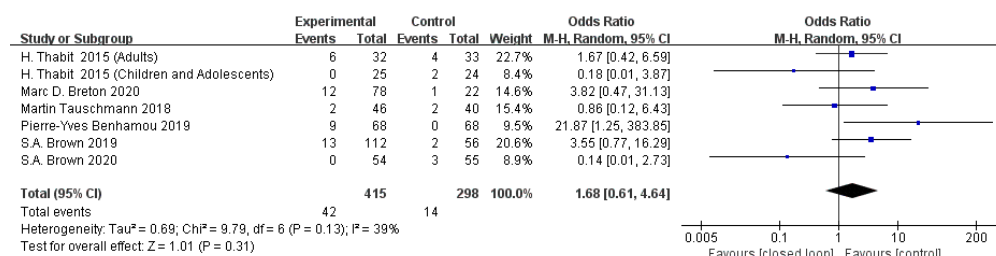 Experimental Control Odds Ratio Odds Ratio
Study or Subgroup Events Total Events Total Weight M-H, Random, 95% CI M-H, Random, 95% CI
H. Thabit 2015 (Adults) 6 32 4 33 22.7% 1.67 [0.42, 6.59]
H. Thabit 2015 (Children and Adolescents) 0 25 2 24 8.4% 0.18 [0.01, 3.87]
Marc D. Breton 2020 12 78 1 22 14.6% 3.82 [0.47, 31.13]
Martin Tauschmann 2018 2 46 2 40 15.4% 0.86 [0.12, 6.43]
Pierre-Yves Benhamou 2019 9 68 0 68 9.5% 21.87 [1.25, 383.85]
S.A. Brown 2019 13 112 2 56 20.6% 3.55 [0.77, 16.29]
S.A. Brown 2020 0 54 3 55 8.9% 0.14 [0.01, 2.73]
Total (95% CI) 415 298 100.0% 1.68 [0.61, 4.64]
Total events 42 14
Heterogeneity: Tau² = 0.69; Chi² = 9.79, df = 6 (P = 0.13); I² = 39%
Test for overall effect: Z = 1.01 (P = 0.31)
0.005 0.1 1 10 200
Favours [closed loop] Favours [control]